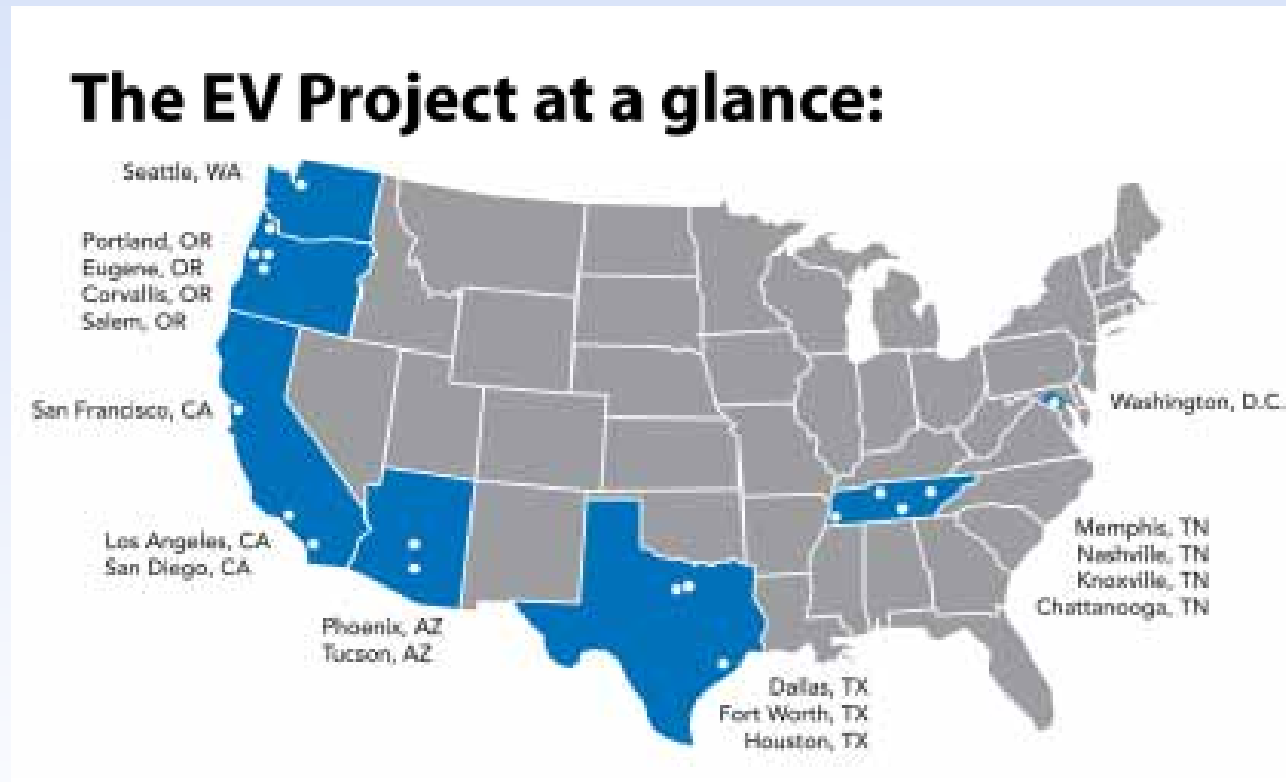 The EV Project at a glance:
Seattle, WA
Portland, OR
Eugene, OR
Corvallis, OR
Salem, OR
San Francisco, CA
Washington, D.C.
Los Angeles, CA
San Diego, CA
Memphis, TN
Nashville, TN
Knoxville, TN
Chattanooga, TN
Phoenix, AZ
Tucson, AZ
Dallas, TX
Fort Worth, TX
Houston, TX